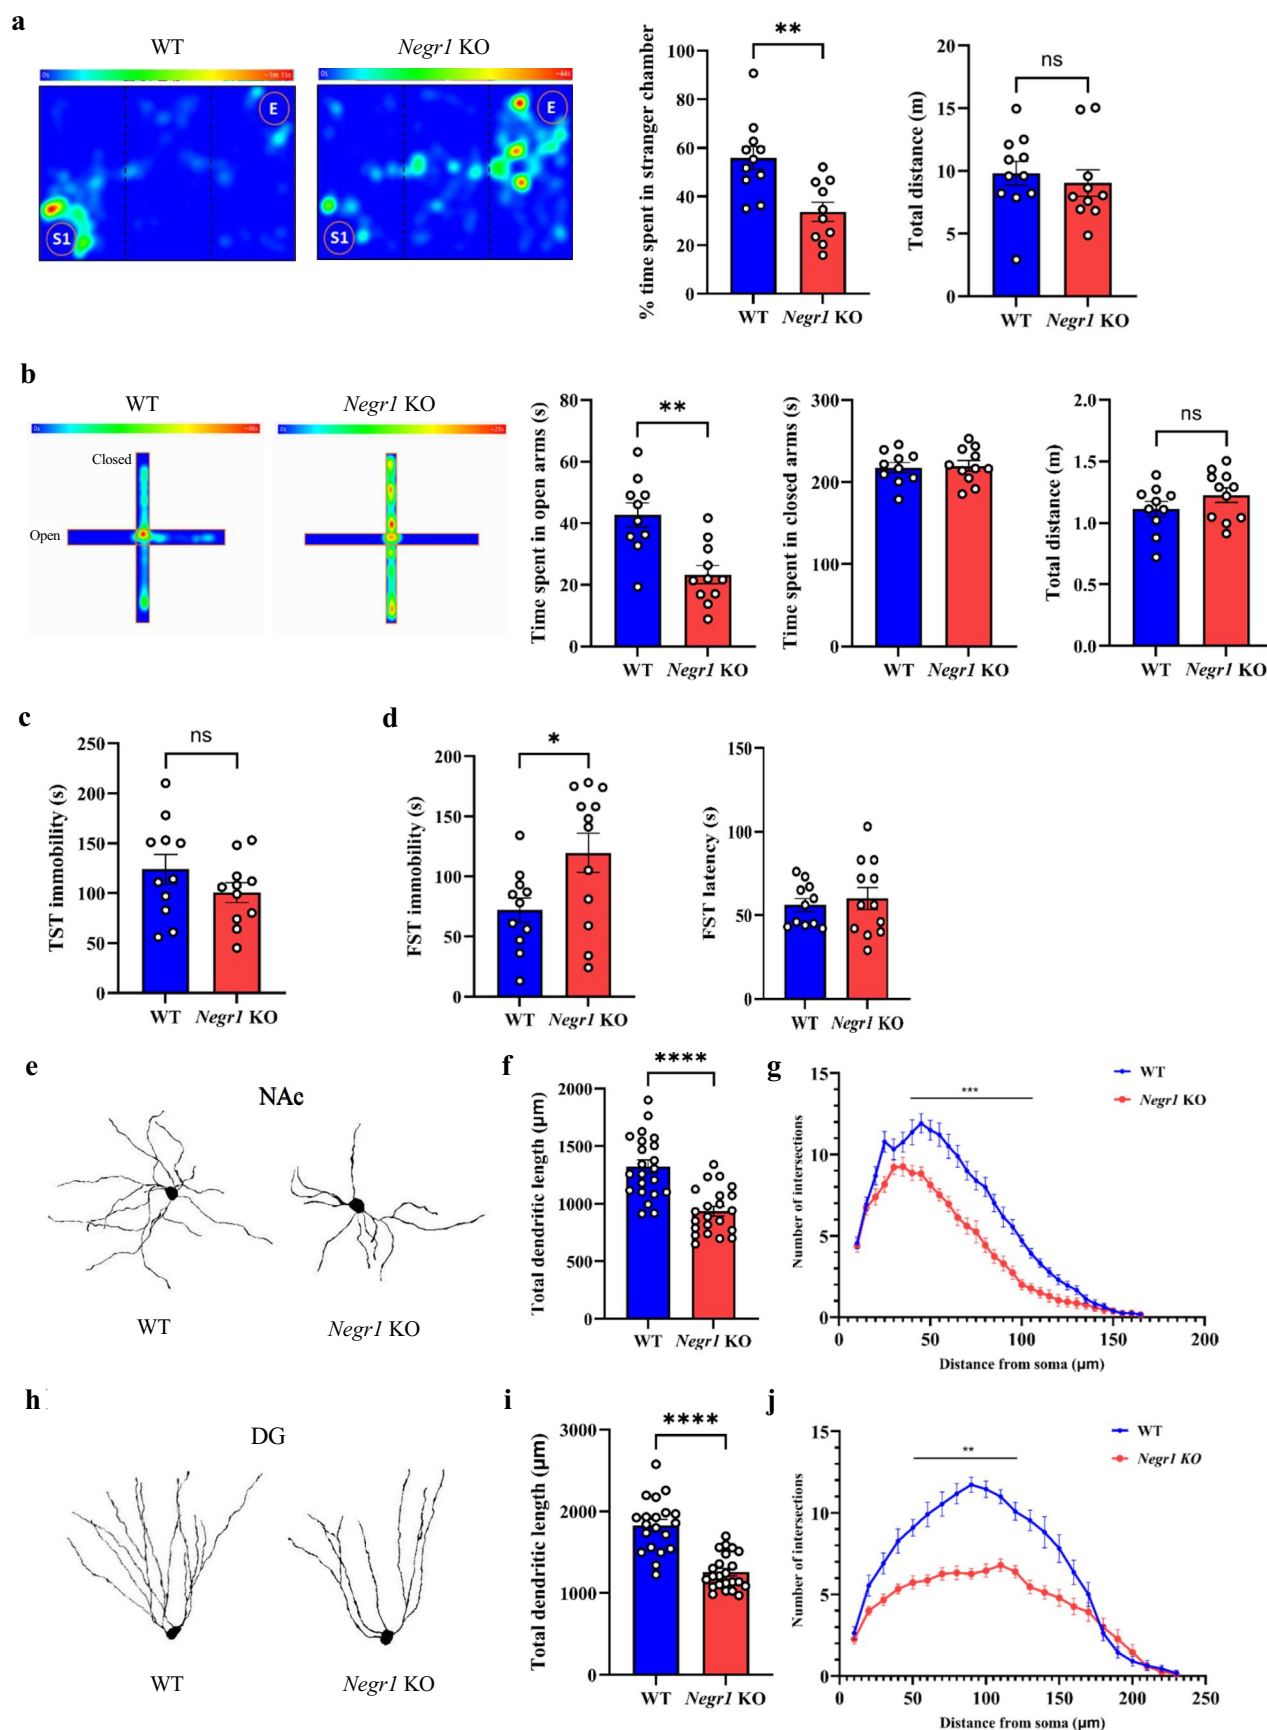 a
WT
Negr1 KO
0s
~1m 15s
0s
~44s
E
S1
E
S1
% time spent in stranger chamber
100
80
60
40
20
0
**
WT
Negr1 KO
Total distance (m)
20
15
10
5
0
ns
WT
Negr1 KO
b
WT
Negr1 KO
0s
~46s
0s
~25s
Closed
Open
Time spent in open arms (s)
80
60
40
20
0
**
WT
Negr1 KO
Time spent in closed arms (s)
300
200
100
0
WT
Negr1 KO
Total distance (m)
2.0
1.5
1.0
0.5
0.0
ns
WT
Negr1 KO
c
TST immobility (s)
250
200
150
100
50
0
ns
WT
Negr1 KO
d
FST immobility (s)
200
150
100
50
0
*
WT
Negr1 KO
FST latency (s)
150
100
50
0
WT
Negr1 KO
e
NAc
WT
Negr1 KO
f
Total dendritic length (µm)
2000
1500
1000
500
0
****
WT
Negr1 KO
g
Number of intersections
15
10
5
0
***
WT
Negr1 KO
0
50
100
150
200
Distance from soma (µm)
h
DG
WT
Negr1 KO
i
Total dendritic length (µm)
3000
2000
1000
0
****
WT
Negr1 KO
j
Number of intersections
15
10
5
0
**
WT
Negr1 KO
0
50
100
150
200
250
Distance from soma (µm)